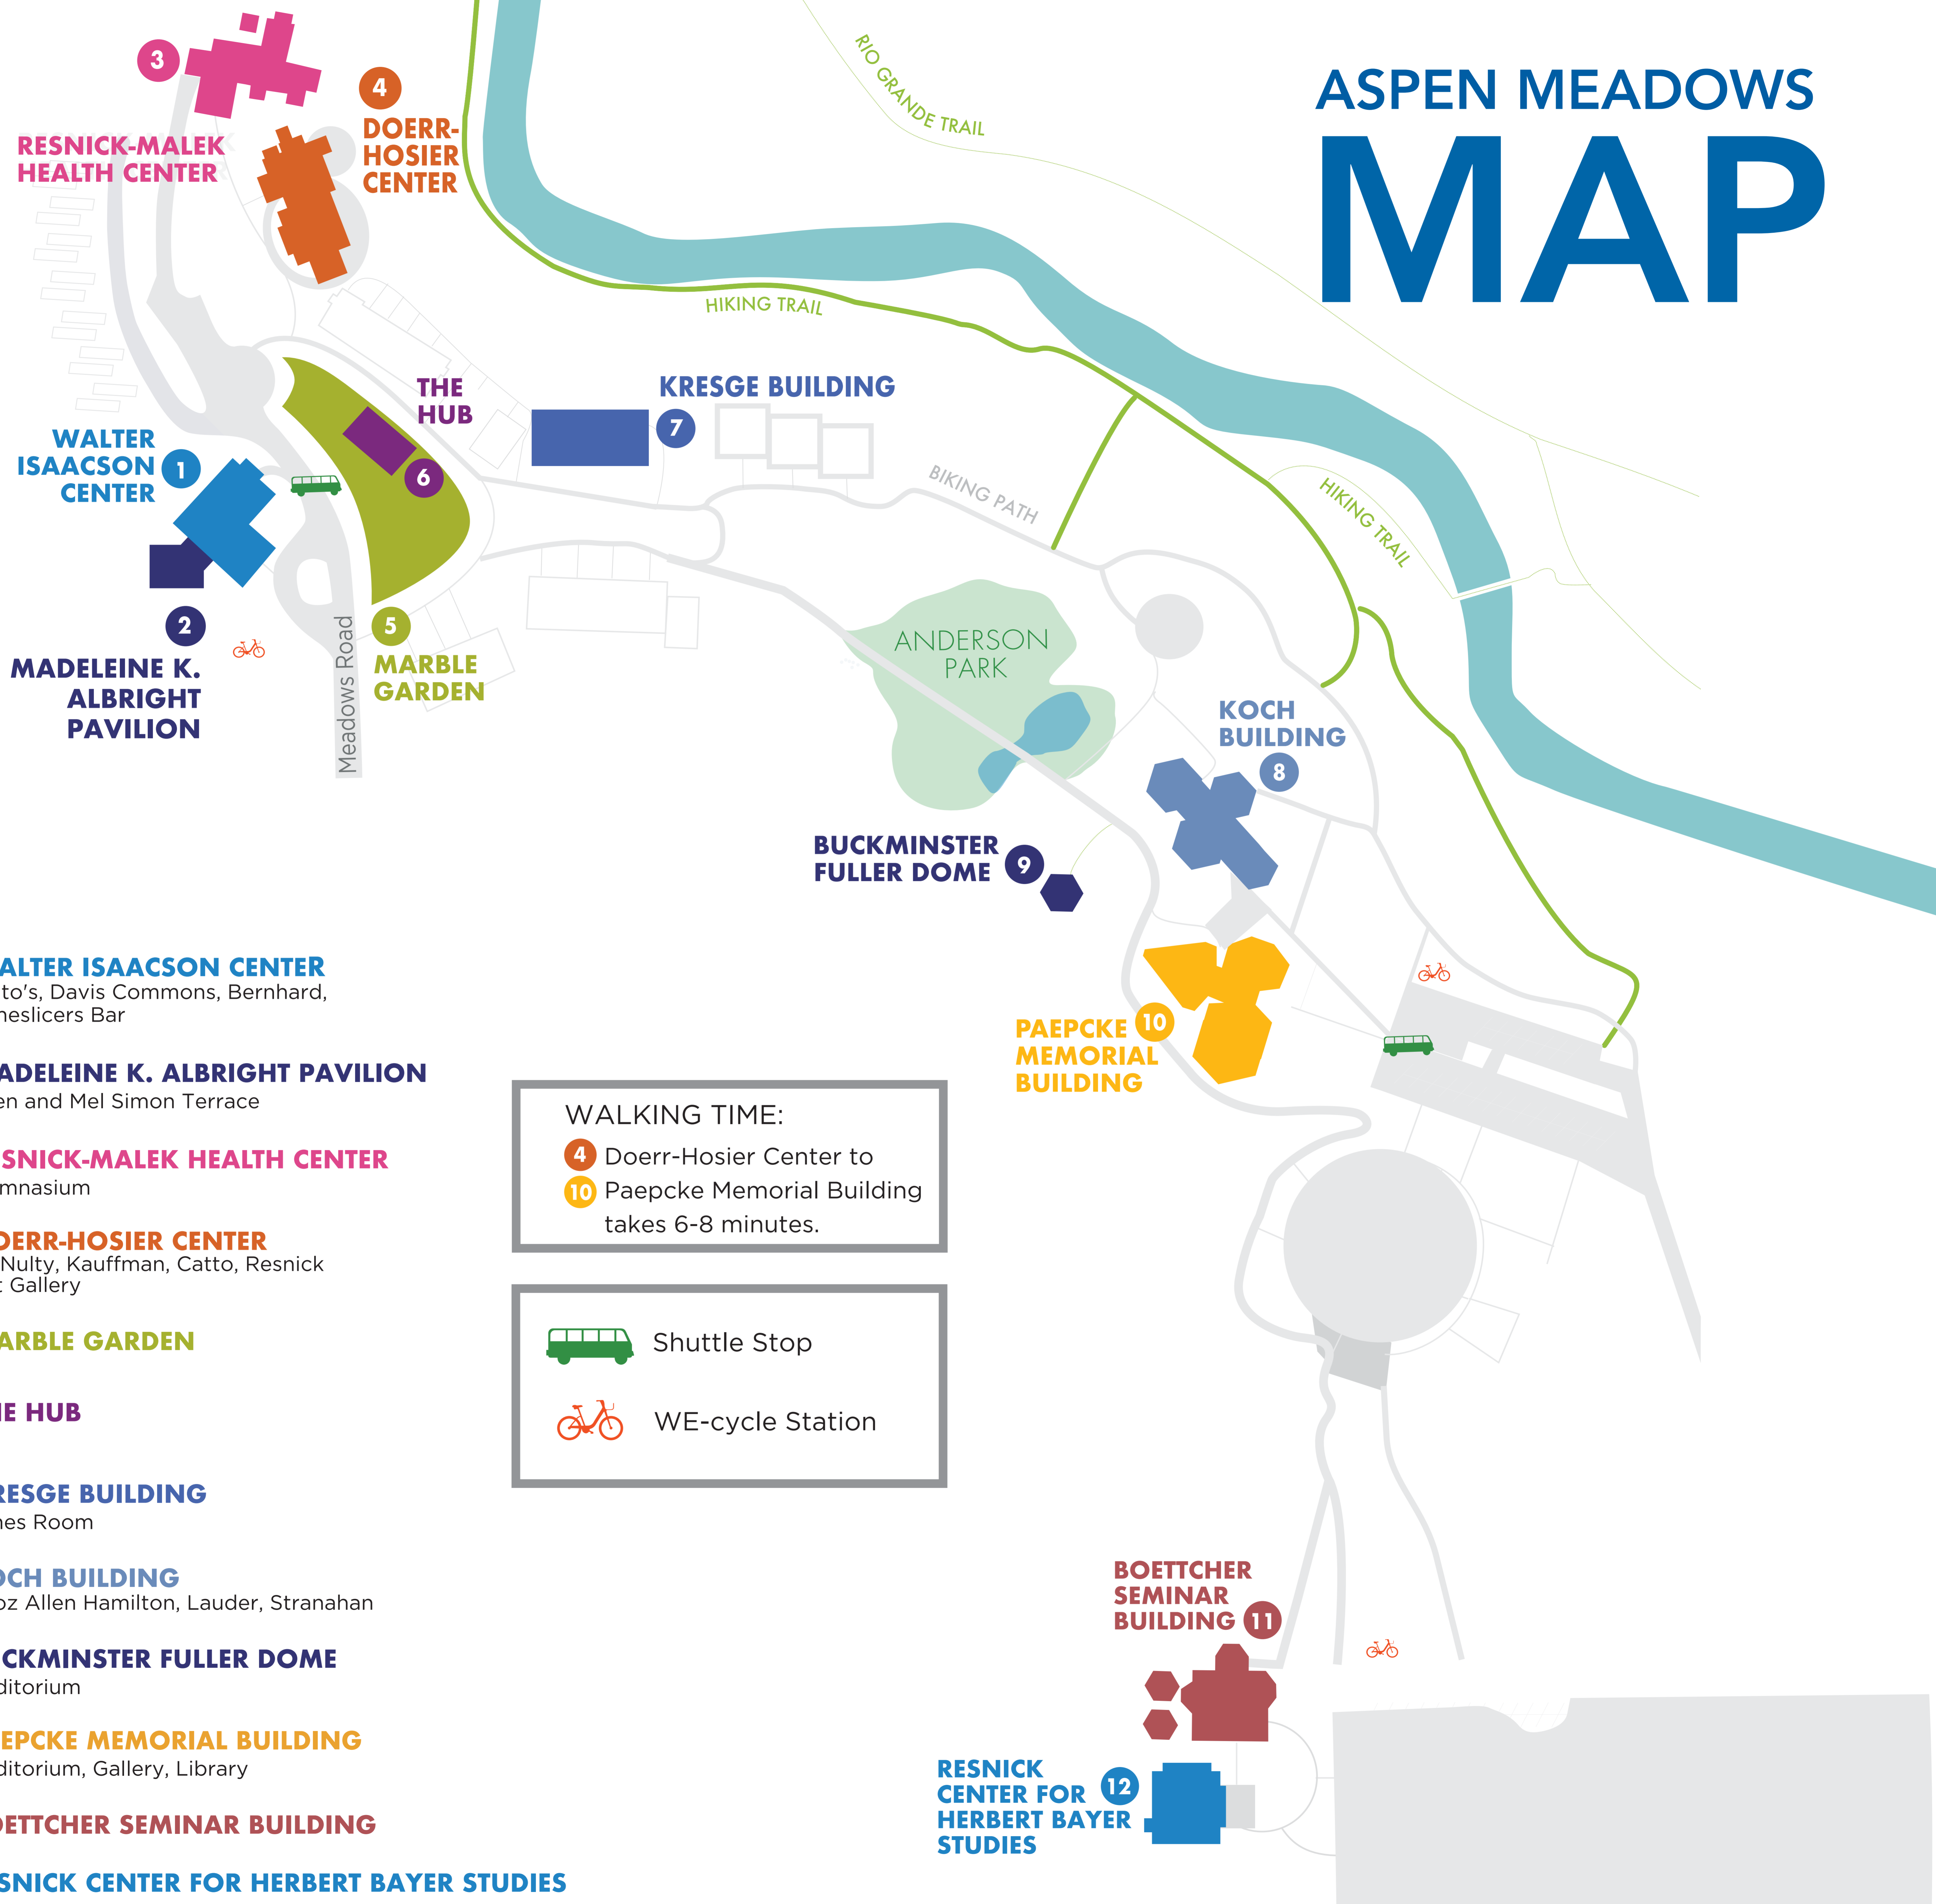 ASPEN MEADOWS
MAP
RIO GRANDE TRAIL
3
RESNICK-MALEK
HEALTH CENTER
4
DOERR-
HOSIER
CENTER
HIKING TRAIL
THE
HUB
6
KRESGE BUILDING
7
WALTER
ISAACSON
CENTER
1
BIKING PATH
HIKING TRAIL
2
MADELEINE K.
ALBRIGHT
PAVILION
Meadows Road
5
MARBLE
GARDEN
ANDERSON
PARK
KOCH
BUILDING
8
BUCKMINSTER
FULLER DOME
9
PAEPCKE
MEMORIAL
BUILDING
10
ALTER ISAACSON CENTER
to's, Davis Commons, Bernhard,
neslicers Bar
ADELEINE K. ALBRIGHT PAVILION
en and Mel Simon Terrace
SNICK-MALEK HEALTH CENTER
mnasium
OERR-HOSIER CENTER
Nulty, Kauffman, Catto, Resnick
t Gallery
ARBLE GARDEN
E HUB
RESGE BUILDING
nes Room
OCH BUILDING
oz Allen Hamilton, Lauder, Stranahan
CKMINSTER FULLER DOME
ditorium
EPCKE MEMORIAL BUILDING
ditorium, Gallery, Library
OETTCHER SEMINAR BUILDING
SNICK CENTER FOR HERBERT BAYER STUDIES
WALKING TIME:
4 Doerr-Hosier Center to
10 Paepcke Memorial Building
takes 6-8 minutes.
Shuttle Stop
WE-cycle Station
BOETTCHER
SEMINAR
BUILDING 11
RESNICK
CENTER FOR 12
HERBERT BAYER
STUDIES